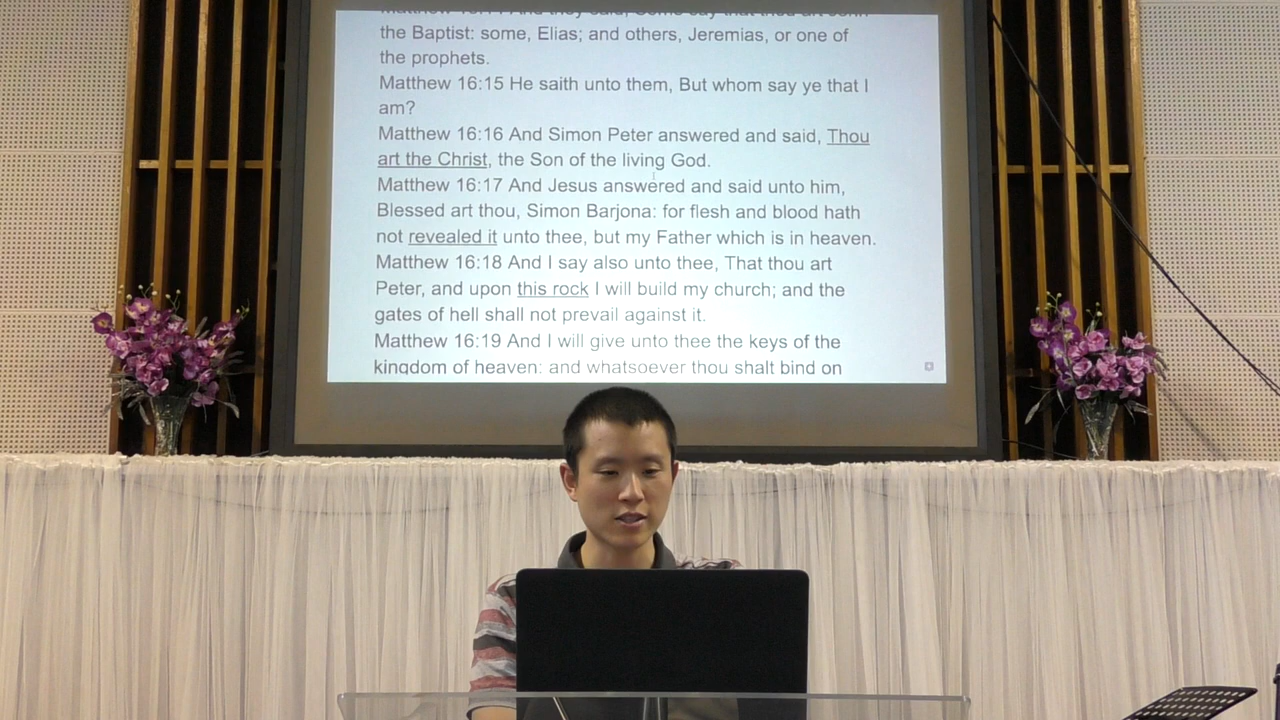 the Baptist: some, Elias; and others, Jeremias, or one of
the prophets.
Matthew 16:15 He saith unto them, But whom say ye that I
am?
Matthew 16:16 And Simon Peter answered and said, Thou
art the Christ, the Son of the living God.
Matthew 16:17 And Jesus answered and said unto him,
Blessed art thou, Simon Barjona: for flesh and blood hath
not revealed it unto thee, but my Father which is in heaven.
Matthew 16:18 And I say also unto thee, That thou art
Peter, and upon this rock I will build my church; and the
gates of hell shall not prevail against it.
Matthew 16:19 And I will give unto thee the keys of the
kingdom of heaven: and whatsoever thou shalt bind on